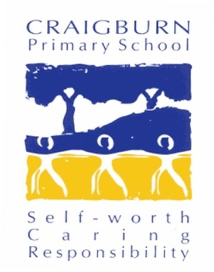 CRAIGBURN
Primary School
Self-worth
Caring
Responsibility